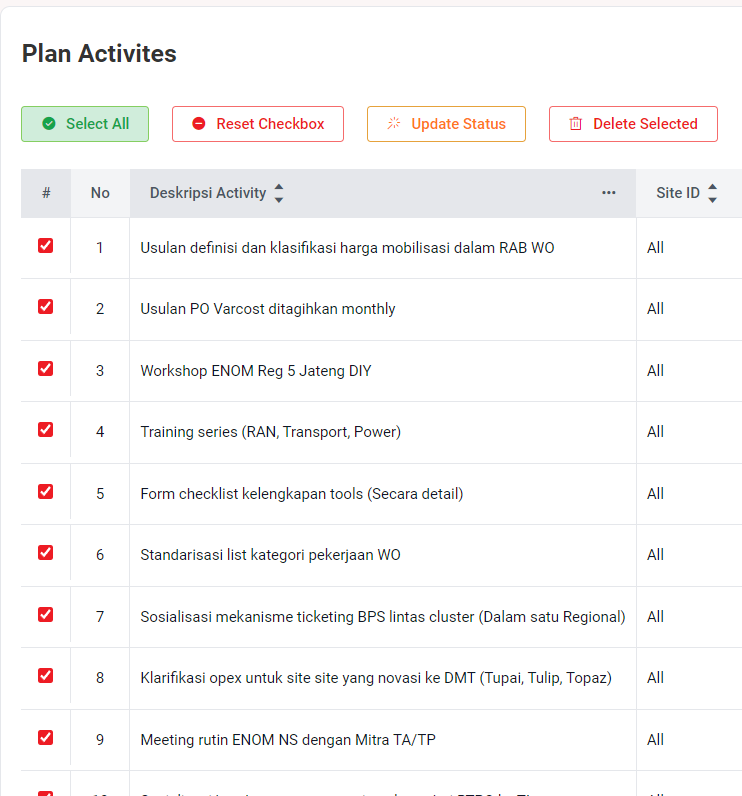 Plan Activites
Select All Reset Checkbox Update Status Delete Selected
# No Deskripsi Activity ... Site ID
1 Usulan definisi dan klasifikasi harga mobilisasi dalam RAB WO All
2 Usulan PO Varcost ditagihkan monthly All
3 Workshop ENOM Reg 5 Jateng DIY All
4 Training series (RAN, Transport, Power) All
5 Form checklist kelengkapan tools (Secara detail) All
6 Standarisasi list kategori pekerjaan WO All
7 Sosialisasi mekanisme ticketing BPS lintas cluster (Dalam satu Regional) All
8 Klarifikasi opex untuk site site yang novasi ke DMT (Tupai, Tulip, Topaz) All
9 Meeting rutin ENOM NS dengan Mitra TA/TP All